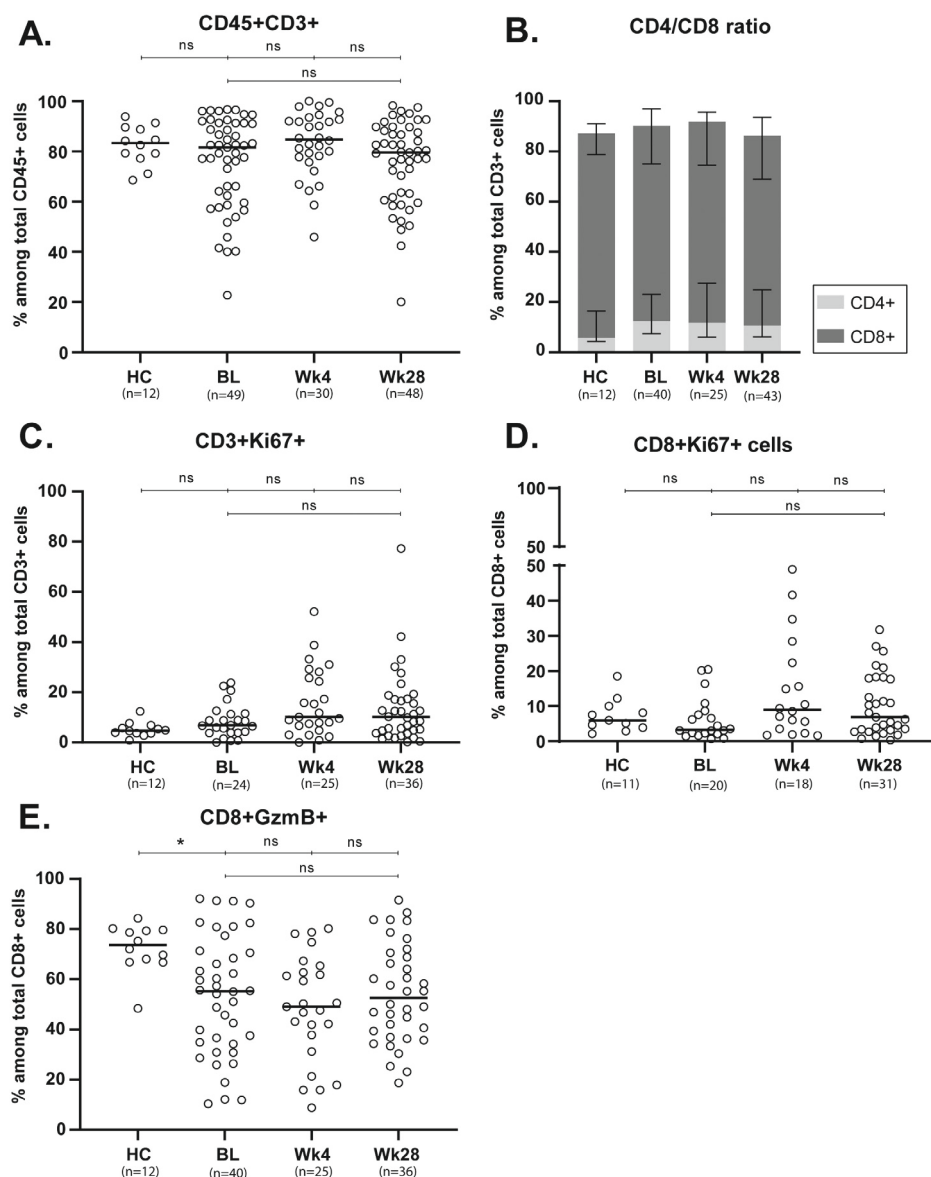 A.
CD45+CD3+
ns ns ns
ns
% among total CD45+ cells
100
80
60
40
20
0
HC BL Wk4 Wk28
(n=12) (n=49) (n=30) (n=48)
B.
CD4/CD8 ratio
% among total CD3+ cells
100
80
60
40
20
0
HC BL Wk4 Wk28
(n=12) (n=40) (n=25) (n=43)
CD4+
CD8+
C.
CD3+Ki67+
ns ns ns
ns
% among total CD3+ cells
100
80
60
40
20
0
HC BL Wk4 Wk28
(n=12) (n=24) (n=25) (n=36)
D.
CD8+Ki67+ cells
ns ns ns
ns
% among total CD8+ cells
100
50
50
40
30
20
10
0
HC BL Wk4 Wk28
(n=11) (n=20) (n=18) (n=31)
E.
CD8+GzmB+
* ns ns
ns
% among total CD8+ cells
100
80
60
40
20
0
HC BL Wk4 Wk28
(n=12) (n=40) (n=25) (n=36)